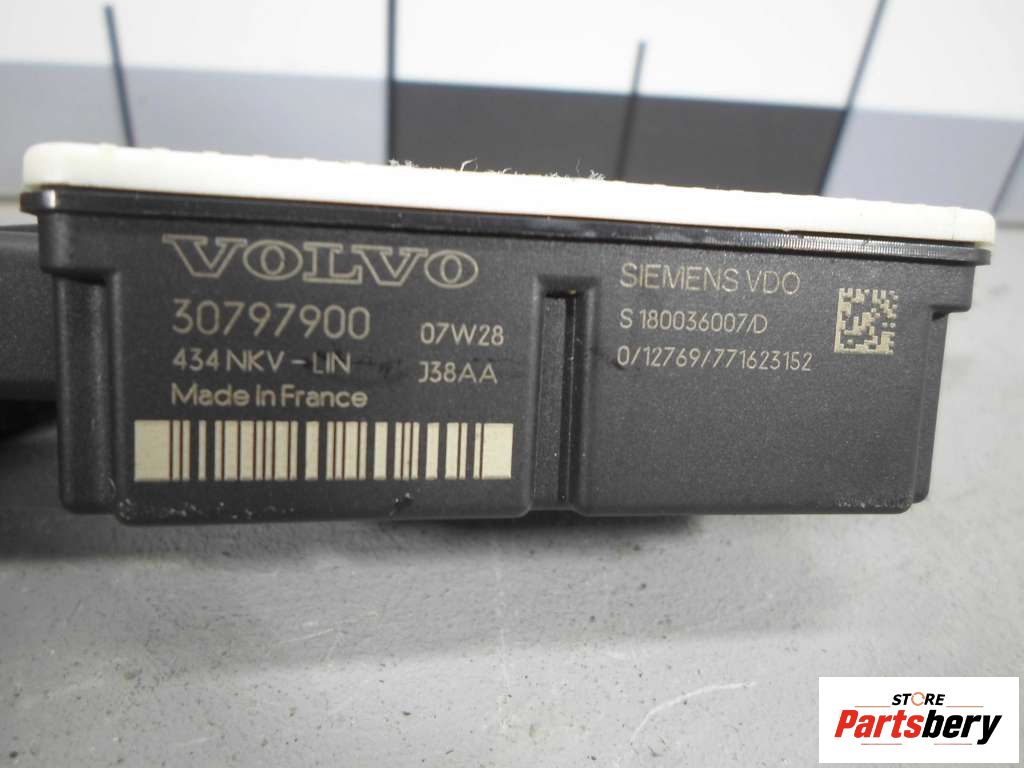 VOLVO
30797900
07W28
434 NKV - LIN
J38AA
Made in France
SIEMENS VDO
S 180036007/D
0/12769/771623152
STORE
Partsbery